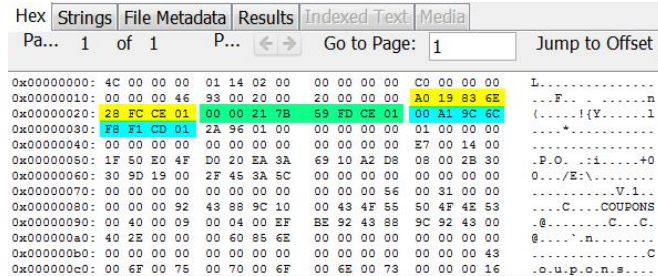 Hex Strings File Metadata Results Indexed Text Media
Pa... 1 of 1 P... Go to Page: 1 Jump to Offset
0x00000000: 4C 00 00 00 01 14 02 00 00 00 00 00 C0 00 00 00 L...............
0x00000010: 00 00 00 46 93 00 20 00 20 00 00 00 A0 19 83 6E ...F.. . ......n
0x00000020: 28 FC CE 01 00 00 21 7B 59 FD CE 01 00 A1 9C 6C (.....!{Y......l
0x00000030: F8 F1 CD 01 2A 96 01 00 00 00 00 00 01 00 00 00 ....*...........
0x00000040: 00 00 00 00 00 00 00 00 00 00 00 00 E7 00 14 00 ................
0x00000050: 1F 50 E0 4F D0 20 EA 3A 69 10 A2 D8 08 00 2B 30 .P.O. .:i.....+0
0x00000060: 30 9D 19 00 2F 45 3A 5C 00 00 00 00 00 00 00 00 0.../E:\........
0x00000070: 00 00 00 00 00 00 00 00 00 00 00 56 00 31 00 00 ...........V.1..
0x00000080: 00 00 00 92 43 88 9C 10 00 43 4F 55 50 4F 4E 53 ....C....COUPONS
0x00000090: 00 40 00 09 00 04 00 EF BE 92 43 88 9C 92 43 00 .@........C...C.
0x000000a0: 40 2E 00 00 00 60 85 6E 00 00 00 00 00 00 00 00 @....`.n........
0x000000b0: 00 00 00 00 00 00 00 00 00 00 00 00 00 00 00 43 ...............C
0x000000c0: 00 6F 00 75 00 70 00 6F 00 6E 00 73 00 00 00 16 .o.u.p.o.n.s....